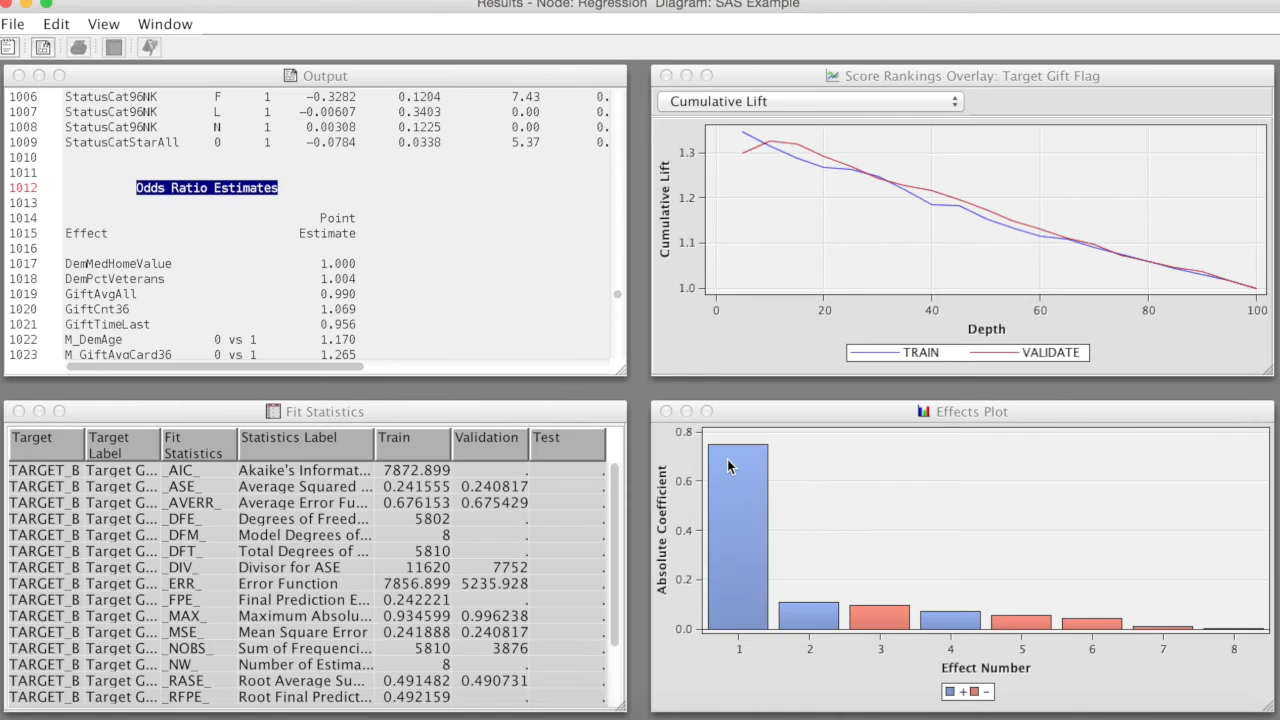 Results - Node: Regression Diagram: SAS Example
File Edit View Window
Output
1006 StatusCat96NK F 1 -0.3282 0.1204 7.43 0.
1007 StatusCat96NK L 1 -0.00607 0.3403 0.00 0.
1008 StatusCat96NK N 1 0.00308 0.1225 0.00 0.
1009 StatusCatStarAll 0 1 -0.0784 0.0338 5.37 0.
1010
1011
1012 Odds Ratio Estimates
1013
1014 Point
1015 Effect Estimate
1016
1017 DemMedHomeValue 1.000
1018 DemPctVeterans 1.004
1019 GiftAvgAll 0.990
1020 GiftCnt36 1.069
1021 GiftTimeLast 0.956
1022 M_DemAge 0 vs 1 1.170
1023 M_GiftAvgCard36 0 vs 1 1.265
Score Rankings Overlay: Target Gift Flag
Cumulative Lift
Cumulative Lift
1.3
1.2
1.1
1.0
0 20 40 60 80 100
Depth
TRAIN VALIDATE
Fit Statistics
Target Target Label Fit Statistics Statistics Label Train Validation Test
TARGET_B Target G... _AIC_ Akaike's Informat... 7872.899 . .
TARGET_B Target G... _ASE_ Average Squared ... 0.241555 0.240817 .
TARGET_B Target G... _AVERR_ Average Error Fu... 0.676153 0.675429 .
TARGET_B Target G... _DFE_ Degrees of Freed... 5802 . .
TARGET_B Target G... _DFM_ Model Degrees of... 8 . .
TARGET_B Target G... _DFT_ Total Degrees of ... 5810 . .
TARGET_B Target G... _DIV_ Divisor for ASE 11620 7752 .
TARGET_B Target G... _ERR_ Error Function 7856.899 5235.928 .
TARGET_B Target G... _FPE_ Final Prediction E... 0.242221 . .
TARGET_B Target G... _MAX_ Maximum Absolu... 0.934599 0.996238 .
TARGET_B Target G... _MSE_ Mean Square Error 0.241888 0.240817 .
TARGET_B Target G... _NOBS_ Sum of Frequenci... 5810 3876 .
TARGET_B Target G... _NW_ Number of Estima... 8 . .
TARGET_B Target G... _RASE_ Root Average Su... 0.491482 0.490731 .
TARGET_B Target G... _RFPE_ Root Final Predict... 0.492159 . .
Effects Plot
Absolute Coefficient
0.8
0.6
0.4
0.2
0.0
1 2 3 4 5 6 7 8
Effect Number
+ -